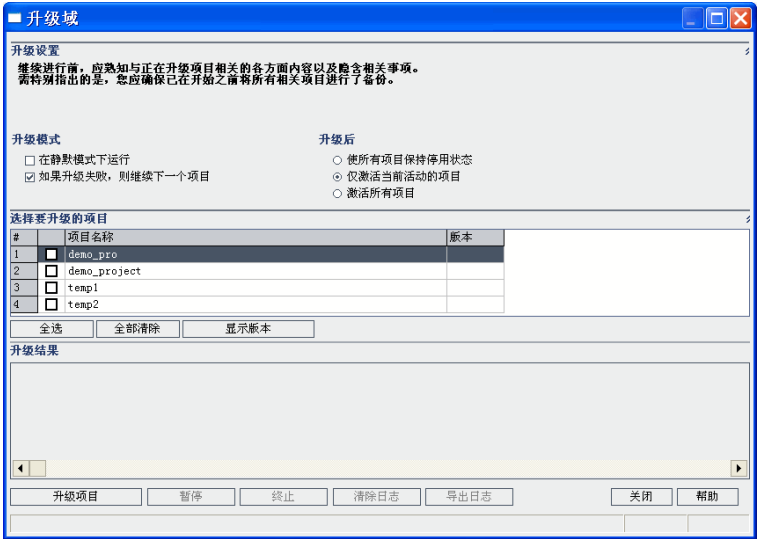 升级域
升级设置
继续进行前，应熟知与正在升级项目相关的各方面内容以及隐含相关事项。
需特别指出的是，您应确保已在开始之前将所有相关项目进行了备份。
升级模式
升级后
在静默模式下运行
使所有项目保持停用状态
如果升级失败，则继续下一个项目
仅激活当前活动的项目
激活所有项目
选择要升级的项目
# 项目名称 版本
1 demo_pro
2 demo_project
3 temp1
4 temp2
全选 全部清除 显示版本
升级结果
升级项目 暂停 终止 清除日志 导出日志 关闭 帮助